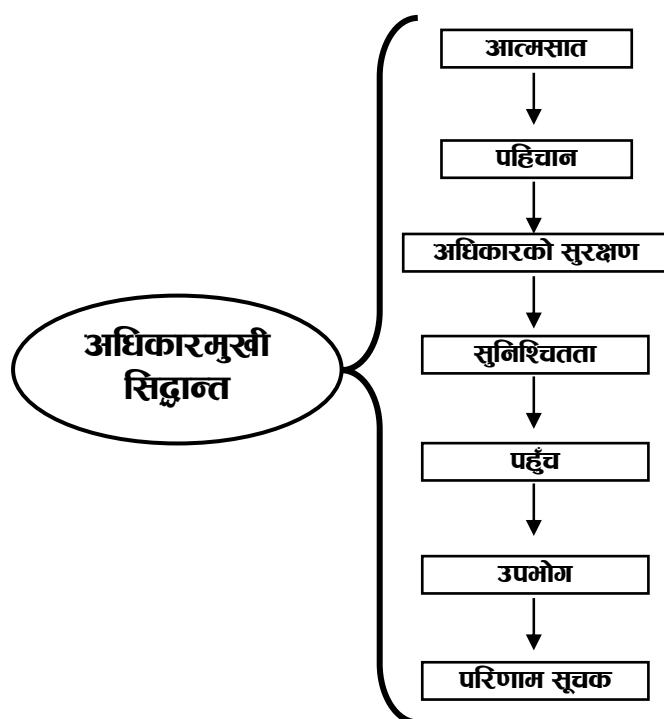 आत्मसात
पहिचान
अधिकारको सुरक्षण
अधिकारमुखी
सिद्धान्त
सुनिश्चितता
पहुँच
उपभोग
परिणाम सूचक